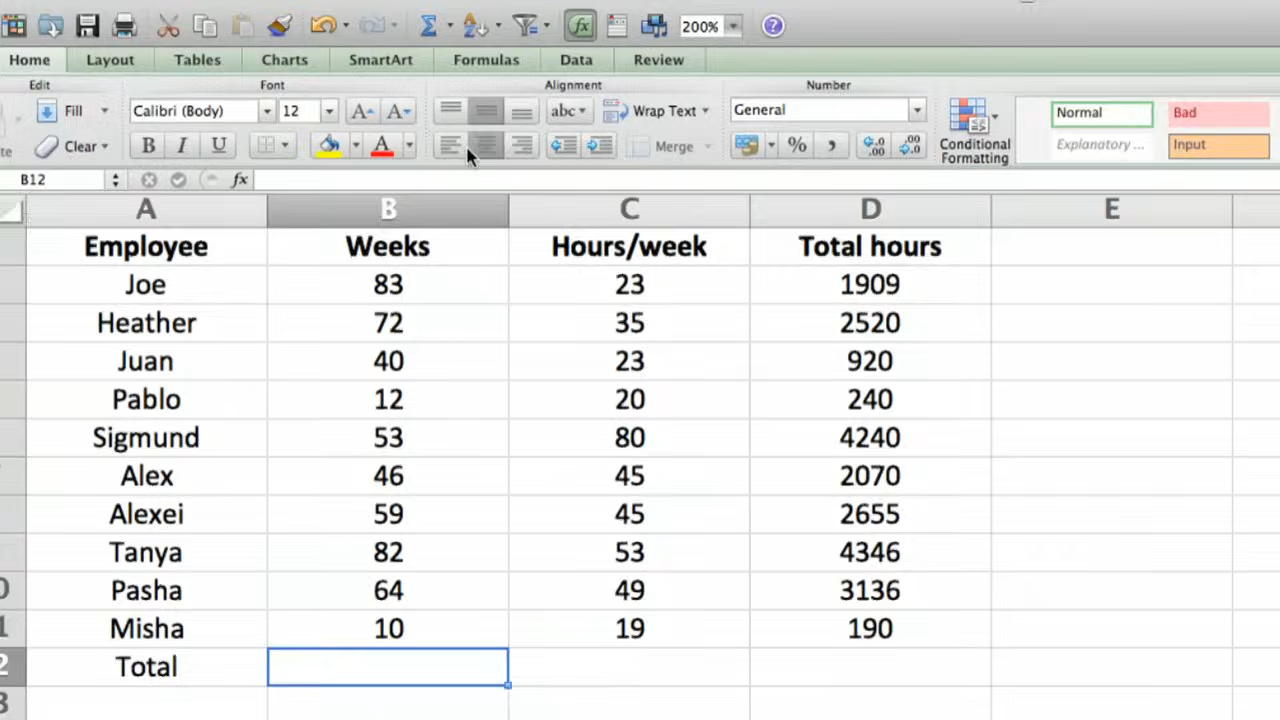 200%
?
Home Layout Tables Charts SmartArt Formulas Data Review
Edit Font Alignment Number
Fill Calibri (Body) 12 A A abc Wrap Text General Normal Bad
Clear B I U A Merge % , Conditional Formatting Explanatory ... Input
B12 fx
A B C D E
Employee Weeks Hours/week Total hours
Joe 83 23 1909
Heather 72 35 2520
Juan 40 23 920
Pablo 12 20 240
Sigmund 53 80 4240
Alex 46 45 2070
Alexei 59 45 2655
Tanya 82 53 4346
Pasha 64 49 3136
Misha 10 19 190
Total